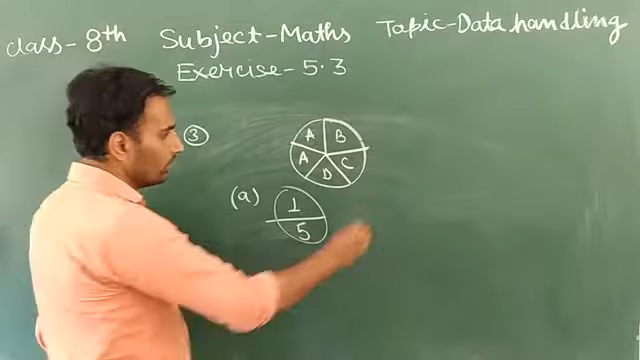 class - 8th Subject - Maths Topic - Data handling
Exercise - 5.3
③
A B
A C
D
(a) 1
5